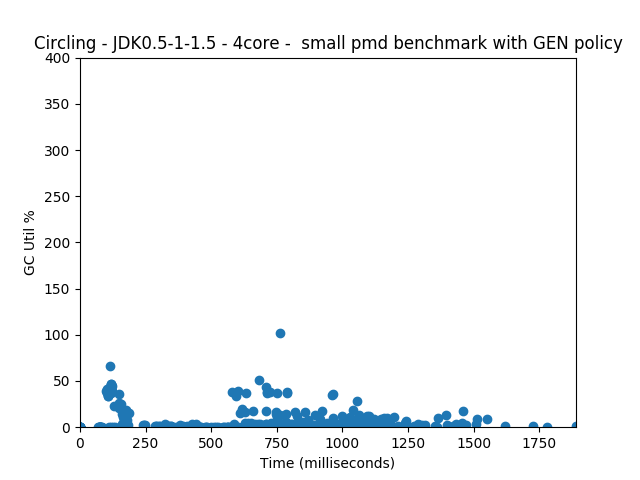 Circling - JDK0.5-1-1.5 - 4core -  small pmd benchmark with GEN policy
400
350
300
250
200
150
100
50
0
GC Util %
0 250 500 750 1000 1250 1500 1750
Time (milliseconds)